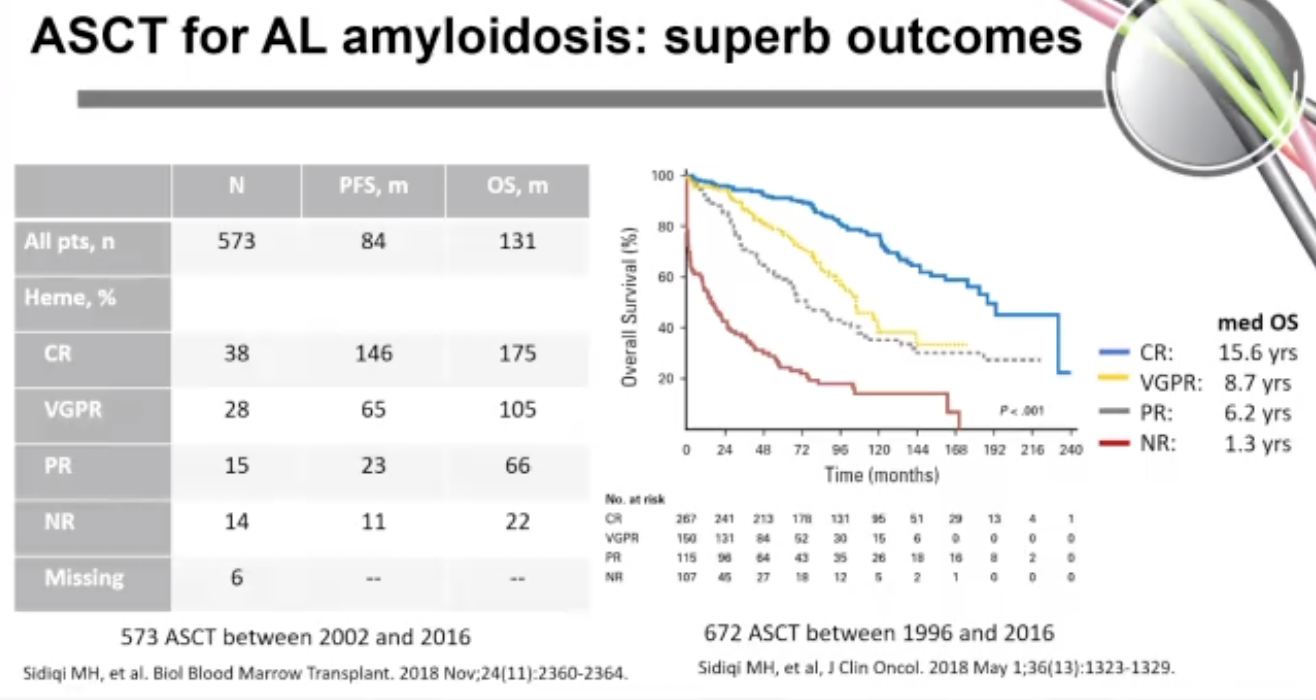 ASCT for AL amyloidosis: superb outcomes
N PFS, m OS, m
All pts, n 573 84 131
Heme, %
CR 38 146 175
VGPR 28 65 105
PR 15 23 66
NR 14 11 22
Missing 6 -- --
573 ASCT between 2002 and 2016
Sidiqi MH, et al. Biol Blood Marrow Transplant. 2018 Nov;24(11):2360-2364.
Overall Survival (%)
100
80
60
40
20
P < .001
0 24 48 72 96 120 144 168 192 216 240
Time (months)
med OS
CR: 15.6 yrs
VGPR: 8.7 yrs
PR: 6.2 yrs
NR: 1.3 yrs
No. at risk
CR 267 241 213 178 131 95 51 29 13 4 1
VGPR 150 131 84 52 30 15 6 0 0 0 0
PR 115 96 64 43 35 26 18 16 8 2 0
NR 107 45 27 18 12 5 2 1 0 0 0
672 ASCT between 1996 and 2016
Sidiqi MH, et al, J Clin Oncol. 2018 May 1;36(13):1323-1329.